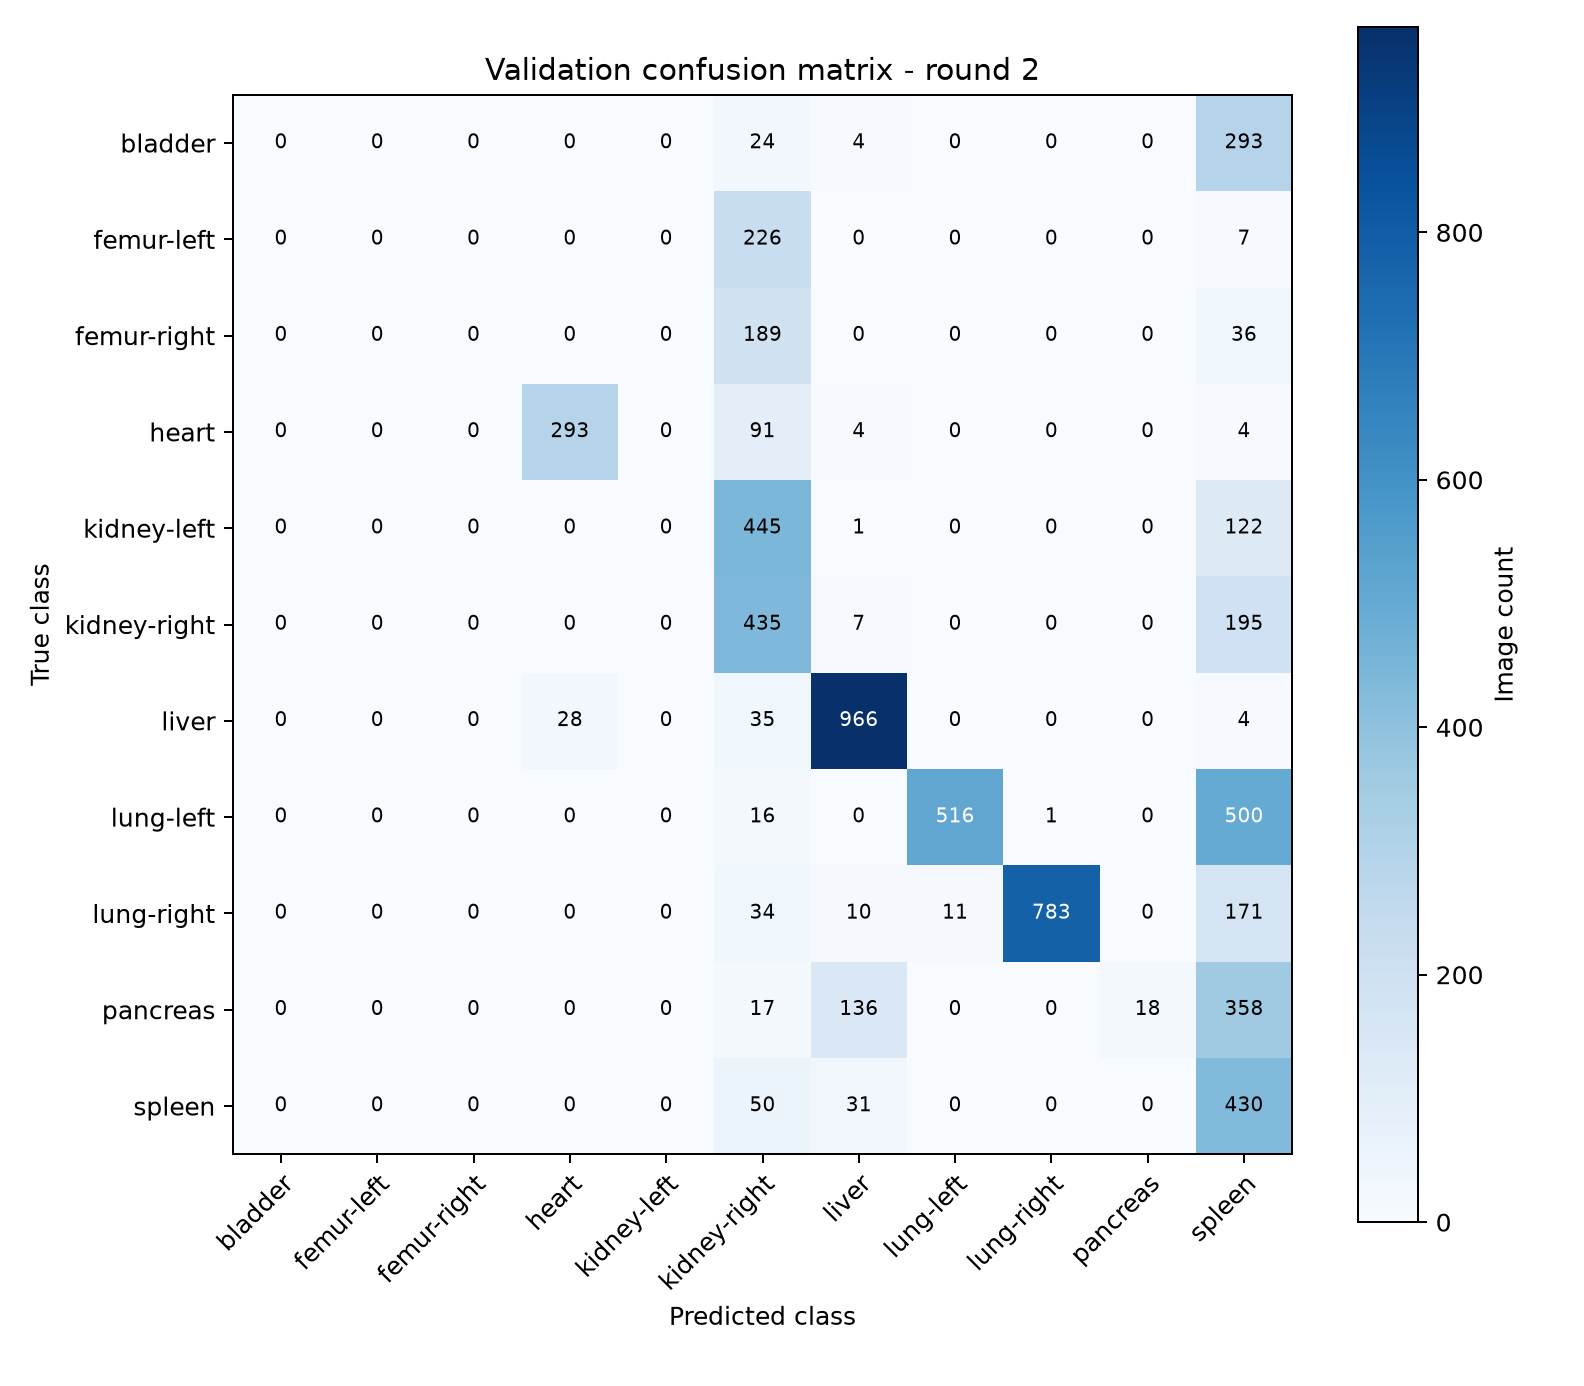 Validation confusion matrix - round 2
bladder 0 0 0 0 0 24 4 0 0 0 293
femur-left 0 0 0 0 0 226 0 0 0 0 7
femur-right 0 0 0 0 0 189 0 0 0 0 36
heart 0 0 0 293 0 91 4 0 0 0 4
kidney-left 0 0 0 0 0 445 1 0 0 0 122
kidney-right 0 0 0 0 0 435 7 0 0 0 195
liver 0 0 0 28 0 35 966 0 0 0 4
lung-left 0 0 0 0 0 16 0 516 1 0 500
lung-right 0 0 0 0 0 34 10 11 783 0 171
pancreas 0 0 0 0 0 17 136 0 0 18 358
spleen 0 0 0 0 0 50 31 0 0 0 430
bladder femur-left femur-right heart kidney-left kidney-right liver lung-left lung-right pancreas spleen
Predicted class
True class
800
600
400
200
0
Image count